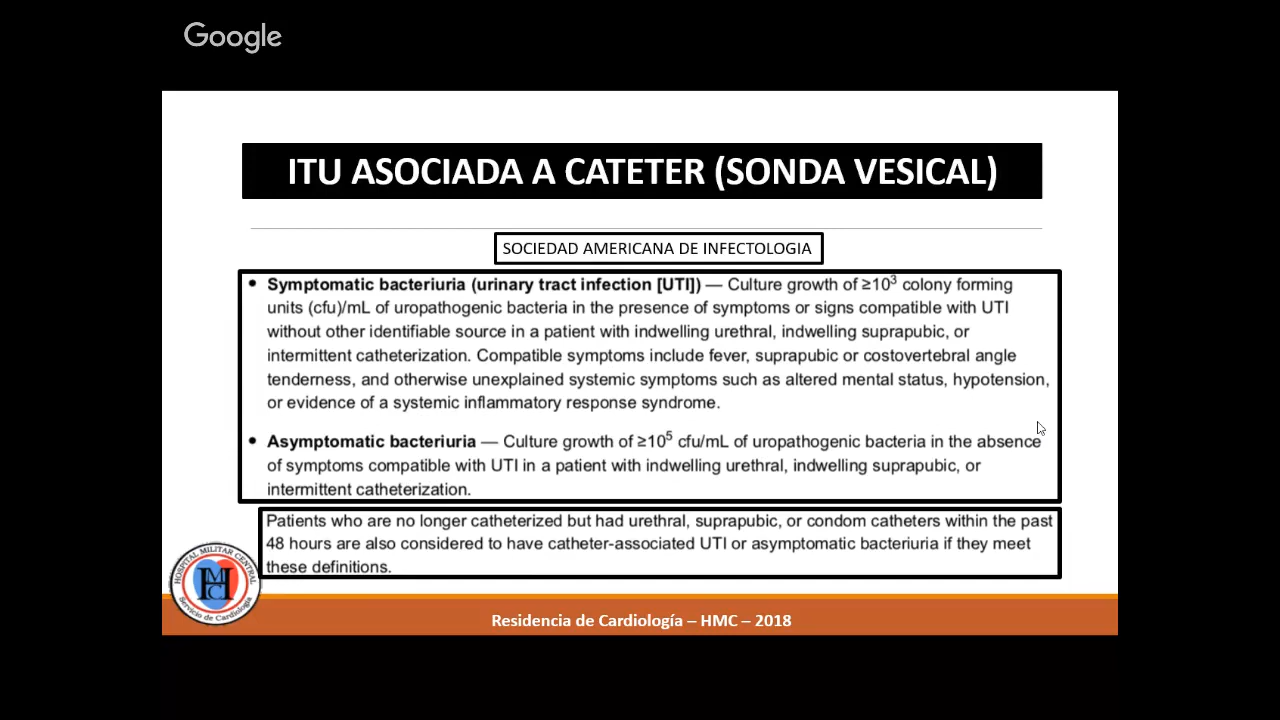 Google
ITU ASOCIADA A CATETER (SONDA VESICAL)
SOCIEDAD AMERICANA DE INFECTOLOGIA
• Symptomatic bacteriuria (urinary tract infection [UTI]) — Culture growth of ≥10³ colony forming
units (cfu)/mL of uropathogenic bacteria in the presence of symptoms or signs compatible with UTI
without other identifiable source in a patient with indwelling urethral, indwelling suprapubic, or
intermittent catheterization. Compatible symptoms include fever, suprapubic or costovertebral angle
tenderness, and otherwise unexplained systemic symptoms such as altered mental status, hypotension,
or evidence of a systemic inflammatory response syndrome.
• Asymptomatic bacteriuria — Culture growth of ≥10⁵ cfu/mL of uropathogenic bacteria in the absence
of symptoms compatible with UTI in a patient with indwelling urethral, indwelling suprapubic, or
intermittent catheterization.
Patients who are no longer catheterized but had urethral, suprapubic, or condom catheters within the past
48 hours are also considered to have catheter-associated UTI or asymptomatic bacteriuria if they meet
these definitions.
HOSPITAL MILITAR CENTRAL
HMC
Servicio de Cardiología
Residencia de Cardiología – HMC – 2018